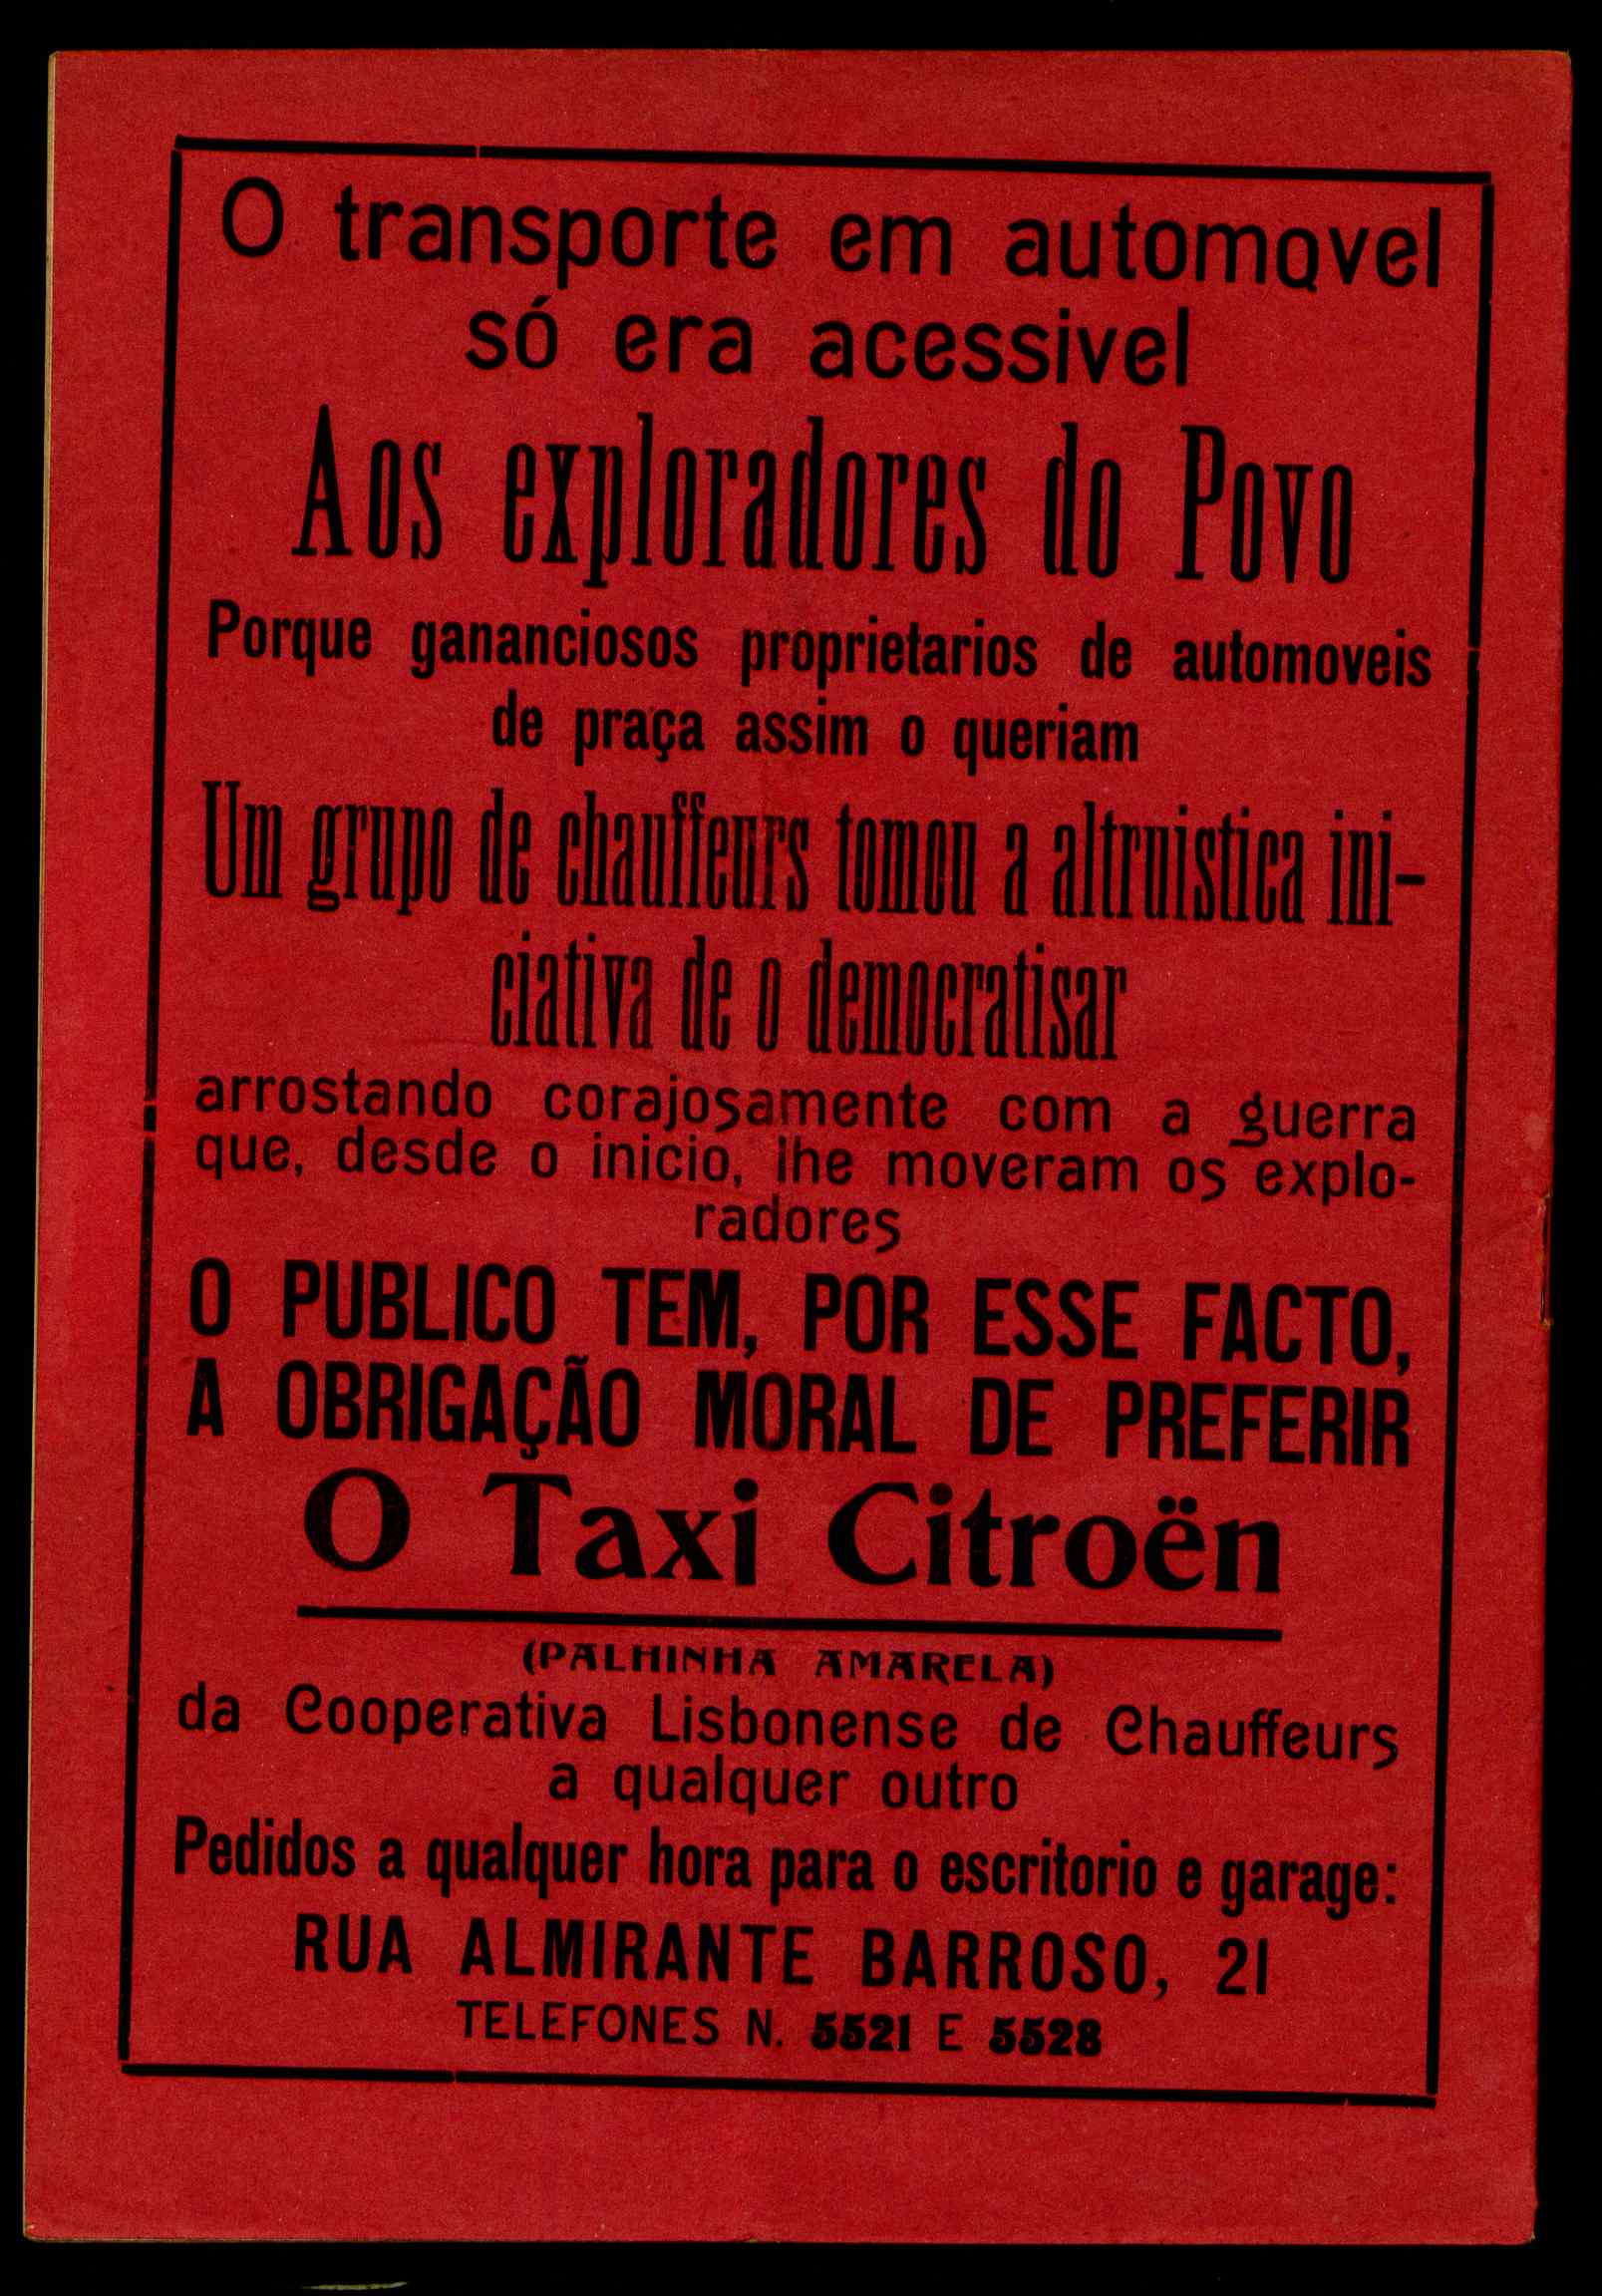 O transporte em automovel
só era acessivel
Aos exploradores do Povo
Porque gananciosos proprietarios de automoveis
de praça assim o queriam
Um grupo de chauffeurs tomou a altruistica ini-
ciativa de o democratisar
arrostando corajosamente com a guerra
que, desde o inicio, lhe moveram os explo-
radores
O PUBLICO TEM, POR ESSE FACTO,
A OBRIGAÇÃO MORAL DE PREFERIR
O Taxi Citroën
(PALHINHA AMARELA)
da Cooperativa Lisbonense de Chauffeurs
a qualquer outro
Pedidos a qualquer hora para o escritorio e garage:
RUA ALMIRANTE BARROSO, 21
TELEFONES N. 5521 E 5528